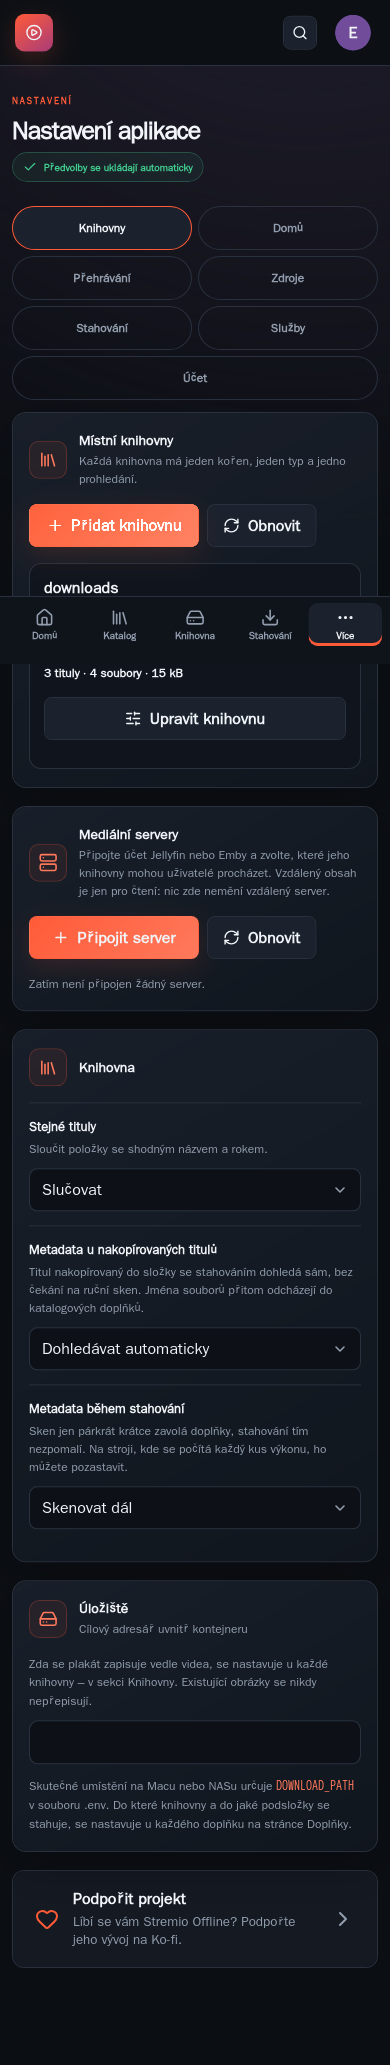 E
NASTAVENÍ
Nastavení aplikace
Předvolby se ukládají automaticky
Knihovny
Domů
Přehrávání
Zdroje
Stahování
Služby
Účet
Místní knihovny
Každá knihovna má jeden kořen, jeden typ a jedno
prohledání.
Přidat knihovnu
Obnovit
downloads
Domů
Katalog
Knihovna
Stahování
Více
3 tituly · 4 soubory · 15 kB
Upravit knihovnu
Mediální servery
Připojte účet Jellyfin nebo Emby a zvolte, které jeho
knihovny mohou uživatelé procházet. Vzdálený obsah
je jen pro čtení: nic zde nemění vzdálený server.
Připojit server
Obnovit
Zatím není připojen žádný server.
Knihovna
Stejné tituly
Sloučit položky se shodným názvem a rokem.
Slučovat
Metadata u nakopírovaných titulů
Titul nakopírovaný do složky se stahováním dohledá sám, bez
čekání na ruční sken. Jména souborů přitom odcházejí do
katalogových doplňků.
Dohledávat automaticky
Metadata během stahování
Sken jen párkrát krátce zavolá doplňky, stahování tím
nezpomalí. Na stroji, kde se počítá každý kus výkonu, ho
můžete pozastavit.
Skenovat dál
Úložiště
Cílový adresář uvnitř kontejneru
Zda se plakát zapisuje vedle videa, se nastavuje u každé
knihovny – v sekci Knihovny. Existující obrázky se nikdy
nepřepisují.
Skutečné umístění na Macu nebo NASu určuje DOWNLOAD_PATH
v souboru .env. Do které knihovny a do jaké podsložky se
stahuje, se nastavuje u každého doplňku na stránce Doplňky.
Podpořit projekt
Líbí se vám Stremio Offline? Podpořte
jeho vývoj na Ko-fi.